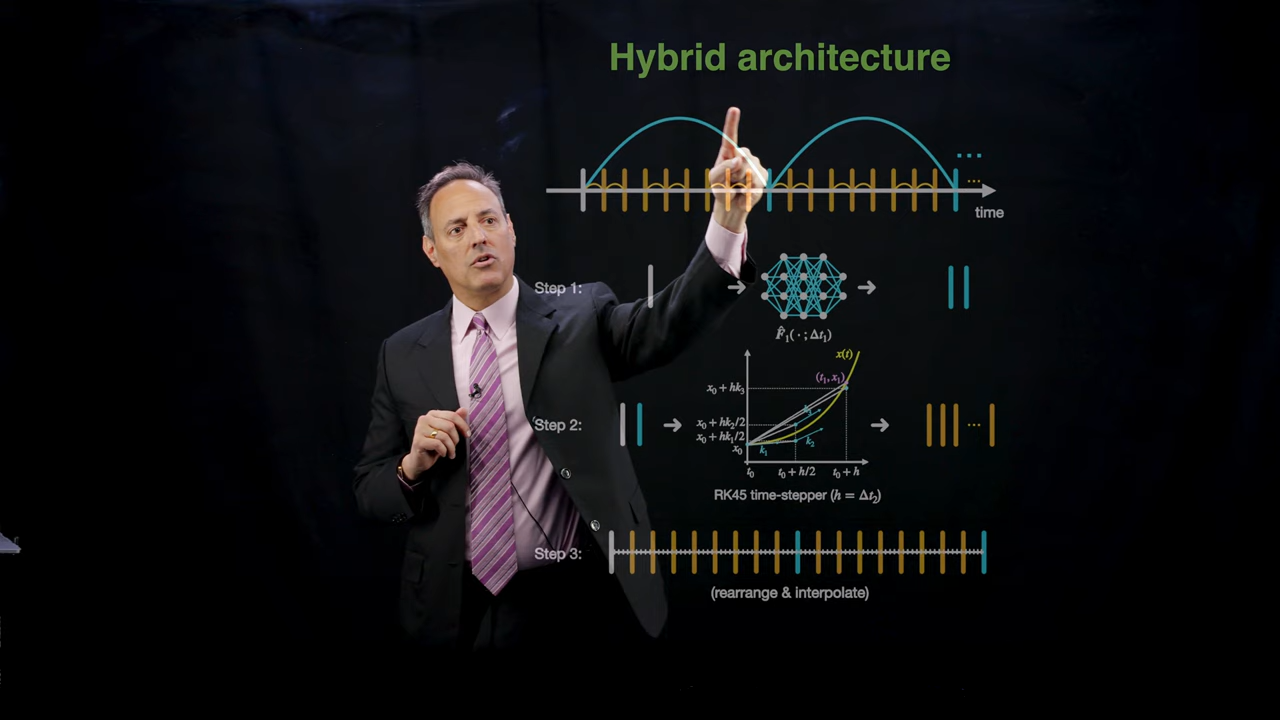 Hybrid architecture
...
...
time
Step 1:
F̂₁( · ; Δt₁)
x(t)
(t₁, x₁)
x₀ + hk₃
k₃
x₀ + hk₂/2
Step 2:
...
x₀ + hk₁/2
k₂
x₀
k₁
t₀
t₀ + h/2
t₀ + h
RK45 time-stepper (h = Δt₂)
Step 3:
(rearrange & interpolate)